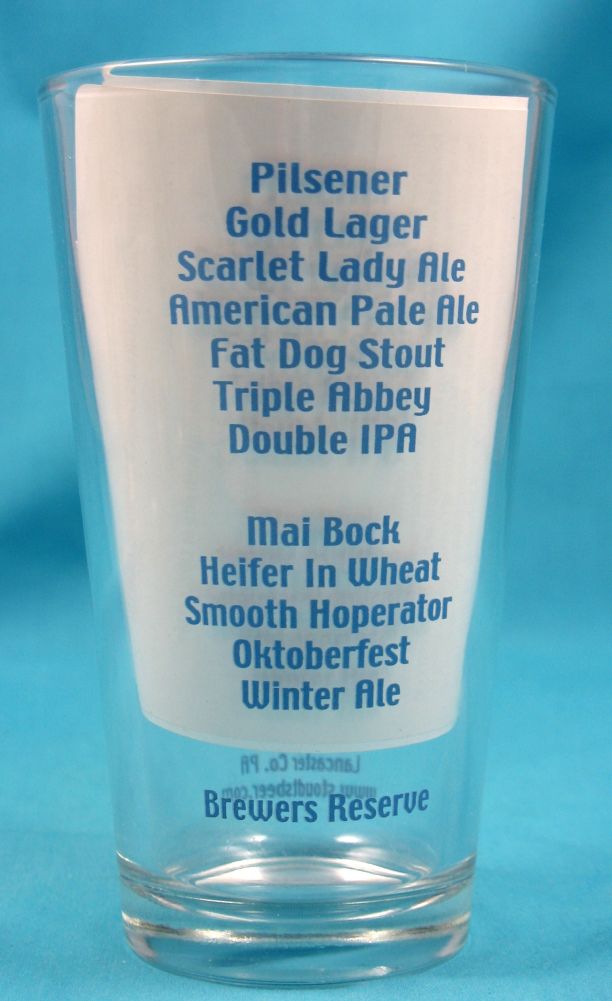 Pilsener
Gold Lager
Scarlet Lady Ale
American Pale Ale
Fat Dog Stout
Triple Abbey
Double IPA
Mai Bock
Heifer In Wheat
Smooth Hoperator
Oktoberfest
Winter Ale
Lancaster Co. PA
www.stoudtsbeer.com
Brewers Reserve